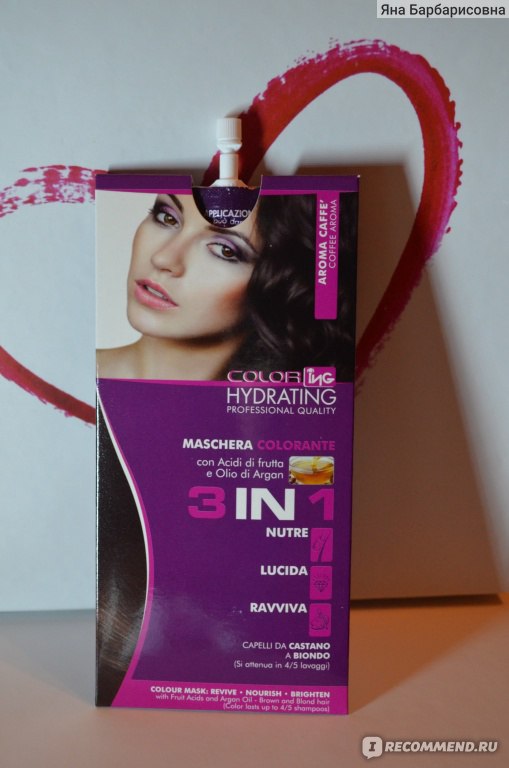 Яна Барбарисовна
APPLICAZION
AROMA CAFFE'
COFFEE AROMA
COLOR ING
HYDRATING
PROFESSIONAL QUALITY
MASCHERA COLORANTE
con Acidi di frutta
e Olio di Argan
3 IN 1
NUTRE
LUCIDA
RAVVIVA
CAPELLI DA CASTANO
A BIONDO
(Si attenua in 4/5 lavaggi)
COLOUR MASK: REVIVE • NOURISH • BRIGHTEN
with Fruit Acids and Argan Oil - Brown and Blond hair
(Color lasts up to 4/5 shampoos)
I RECOMMEND.RU